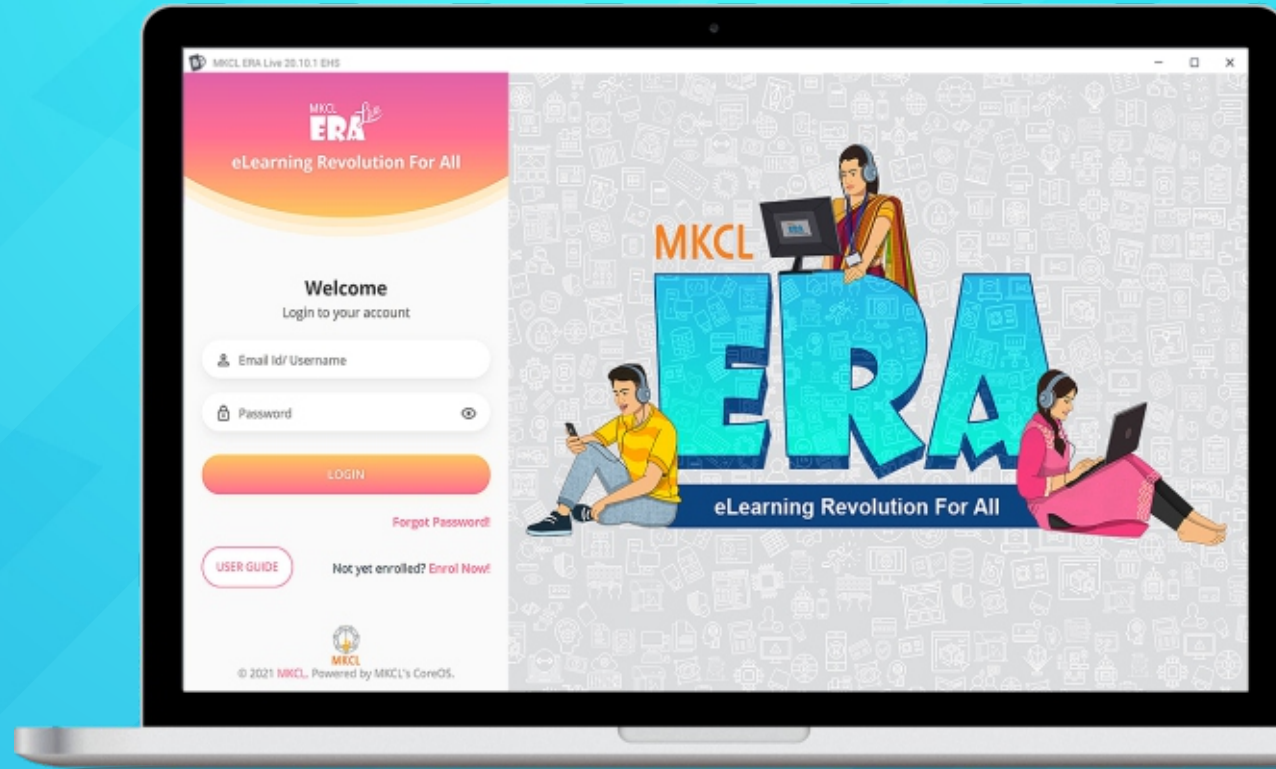 MKCL ERA Live 20.10.1 EHS
MKCL
ERA Live
eLearning Revolution For All
Welcome
Login to your account
Email Id/ Username
Password
LOGIN
Forgot Password!
USER GUIDE
Not yet enrolled? Enrol Now!
MKCL
© 2021 MKCL, Powered by MKCL's CoreOS.
MKCL
ERA
eLearning Revolution For All